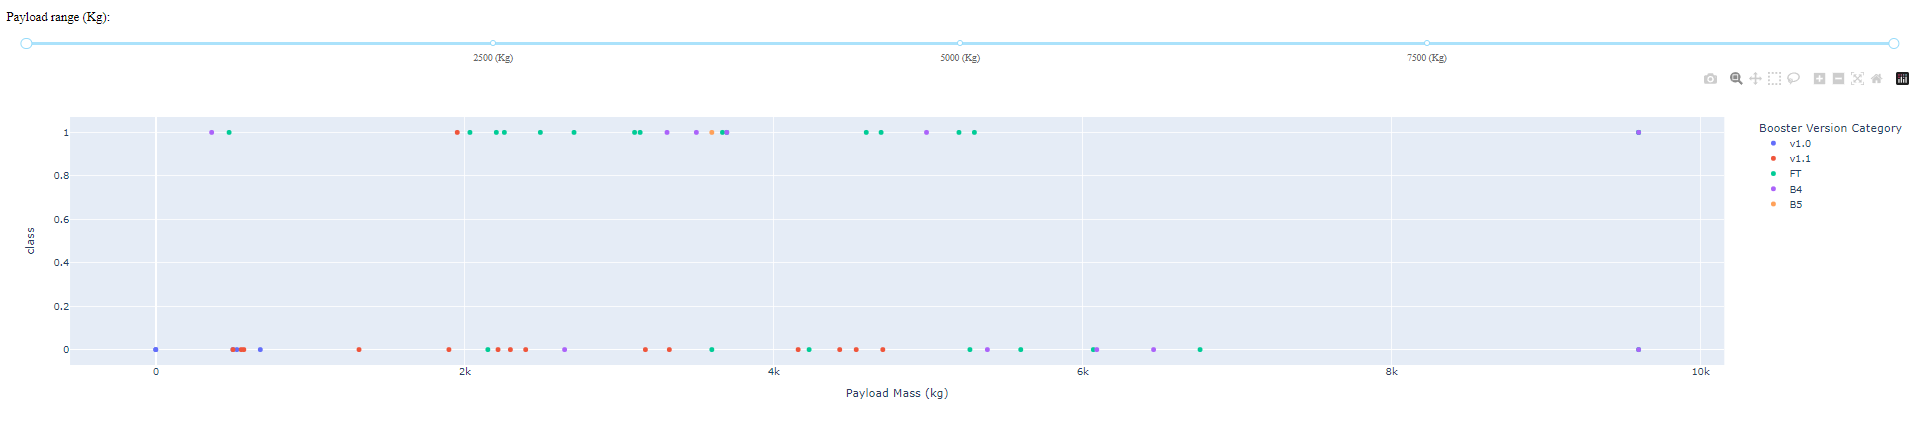 Payload range (Kg):
2500 (Kg) 5000 (Kg) 7500 (Kg)
Booster Version Category
v1.0
v1.1
FT
B4
B5
1
0.8
0.6
0.4
0.2
0
class
0 2k 4k 6k 8k 10k
Payload Mass (kg)